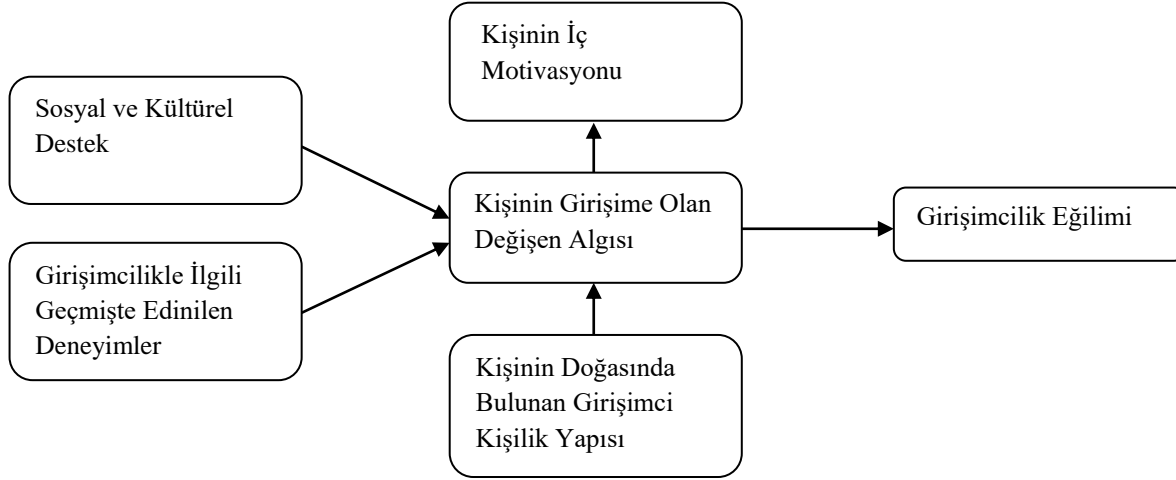 Kişinin İç
Motivasyonu
Sosyal ve Kültürel
Destek
Kişinin Girişime Olan
Değişen Algısı
Girişimcilik Eğilimi
Girişimcilikle İlgili
Geçmişte Edinilen
Deneyimler
Kişinin Doğasında
Bulunan Girişimci
Kişilik Yapısı